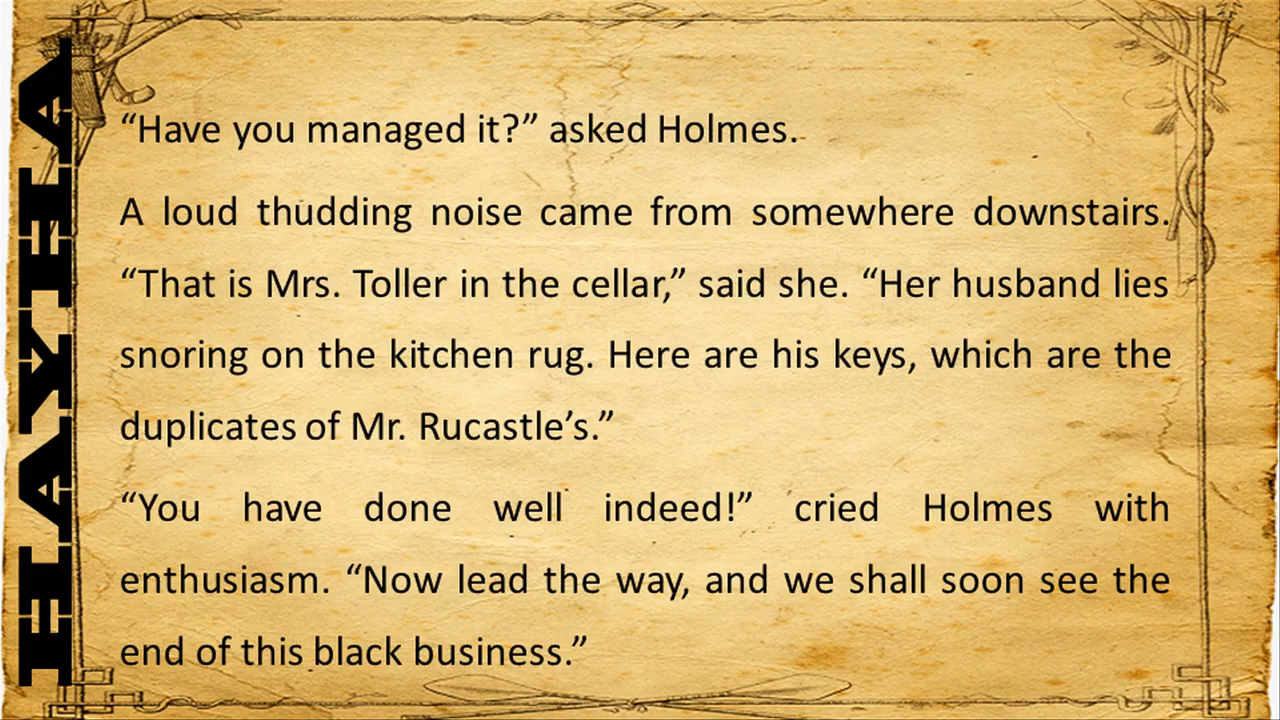 HAYHA
“Have you managed it?” asked Holmes.
A loud thudding noise came from somewhere downstairs.
“That is Mrs. Toller in the cellar,” said she. “Her husband lies
snoring on the kitchen rug. Here are his keys, which are the
duplicates of Mr. Rucastle’s.”
“You have done well indeed!” cried Holmes with
enthusiasm. “Now lead the way, and we shall soon see the
end of this black business.”